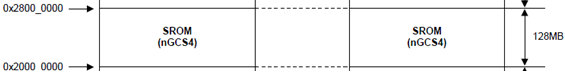 0x2800_0000
SROM
(nGCS4)
SROM
(nGCS4)
128MB
0x2000_0000